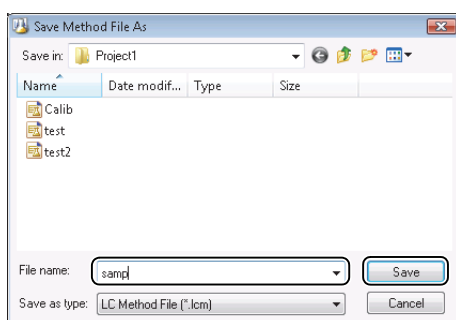 Save Method File As
Save in: Project1
Name Date modif... Type Size
Calib
test
test2
File name: samp Save
Save as type: LC Method File (*.lcm) Cancel